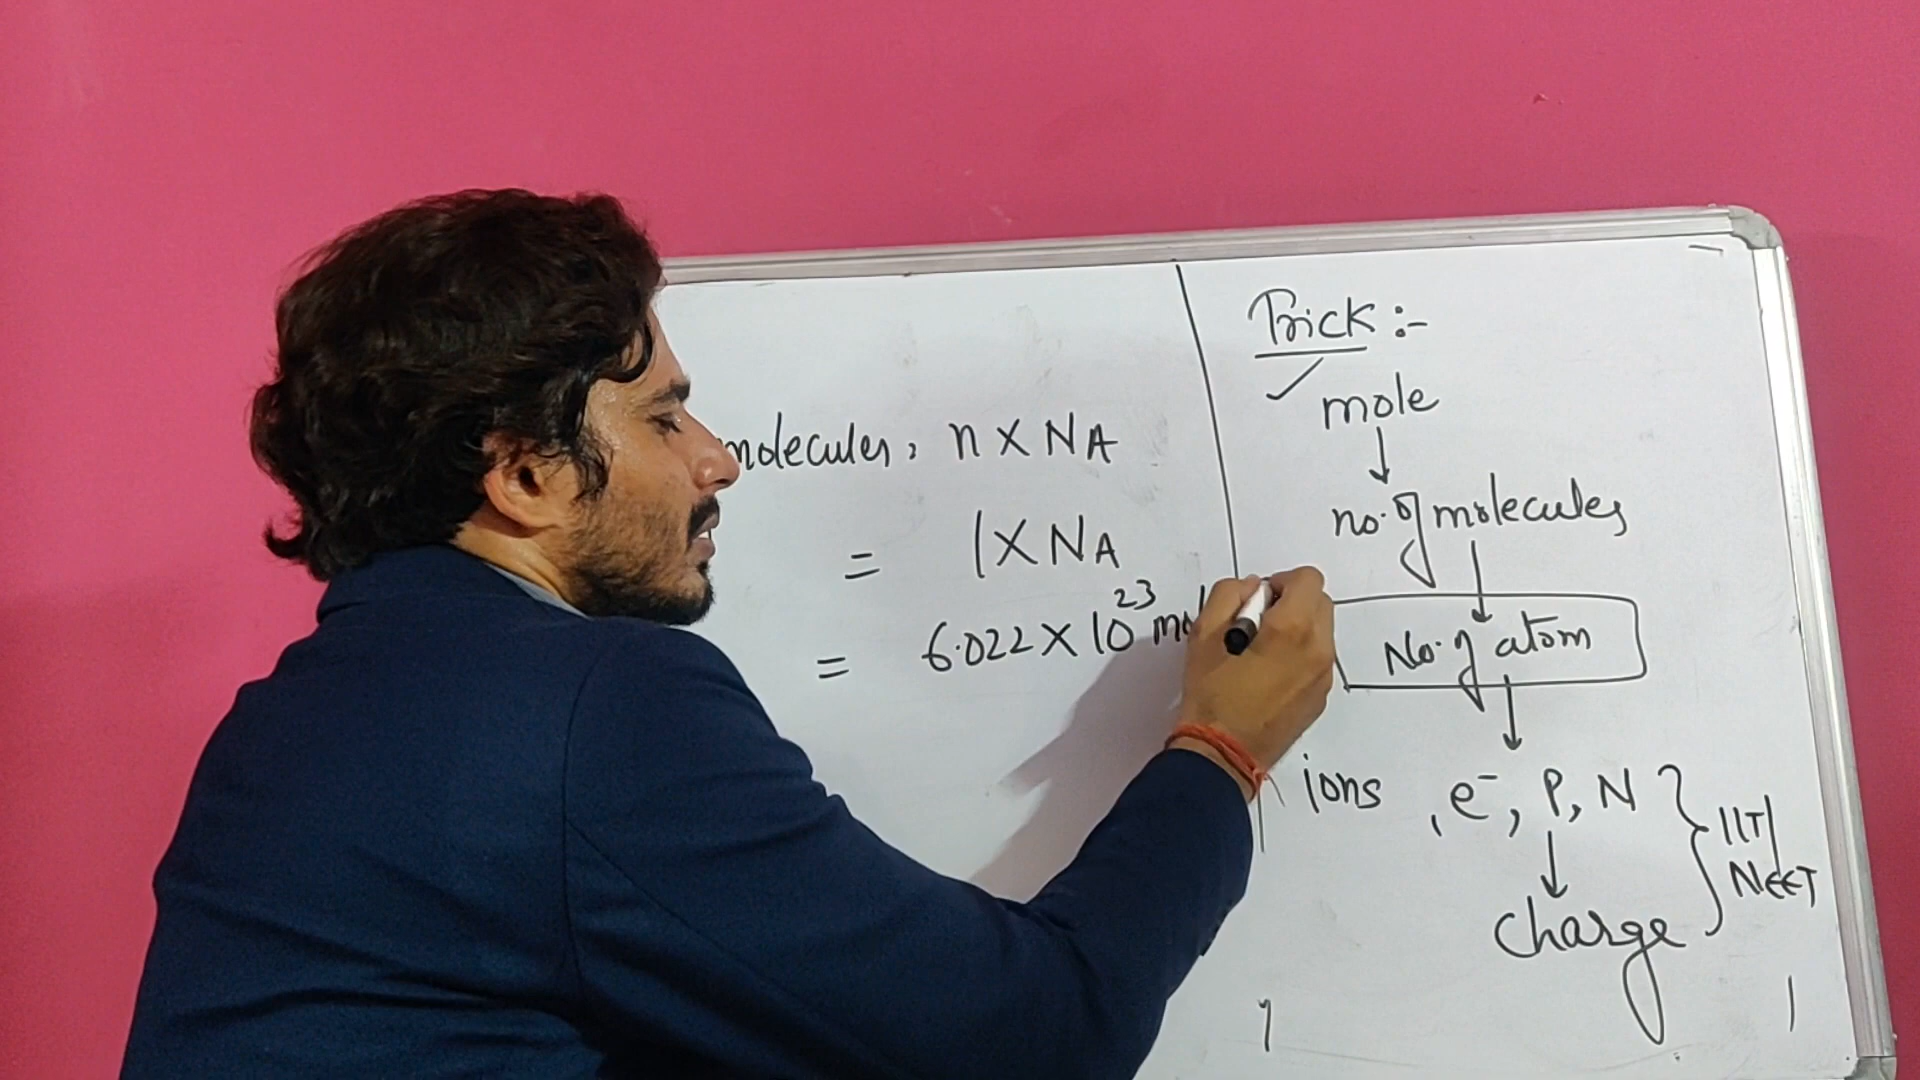 molecules, n X NA
= 1 X NA
= 6.022 X 10²³
Trick :-
mole
no. of molecules
No. of atom
ions , e⁻, P, N
IIT/
NEET
charge